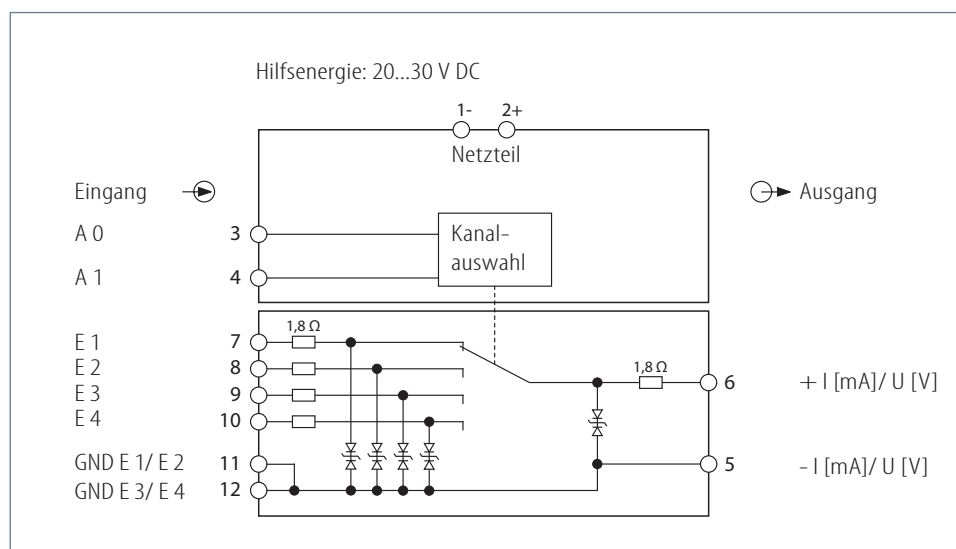 Hilfsenergie: 20...30 V DC
1- 2+
Netzteil
Eingang
Ausgang
A 0 3
Kanal-
auswahl
A 1 4
E 1 7 1,8 Ω
E 2 8
E 3 9
E 4 10
1,8 Ω
6 + I [mA]/ U [V]
GND E 1/ E 2 11
5 - I [mA]/ U [V]
GND E 3/ E 4 12